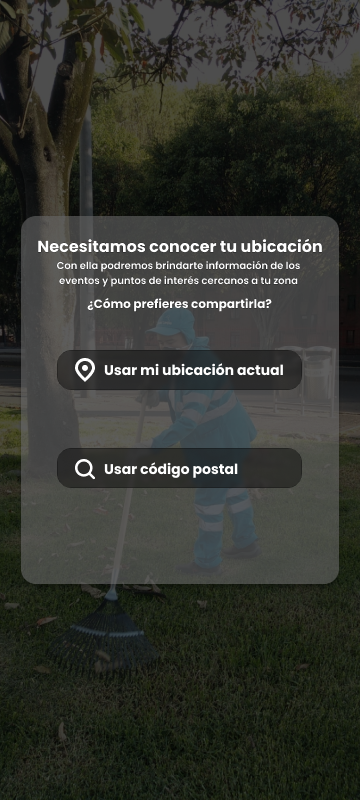 Necesitamos conocer tu ubicación
Con ella podremos brindarte información de los
eventos y puntos de interés cercanos a tu zona
¿Cómo prefieres compartirla?
Usar mi ubicación actual
Usar código postal